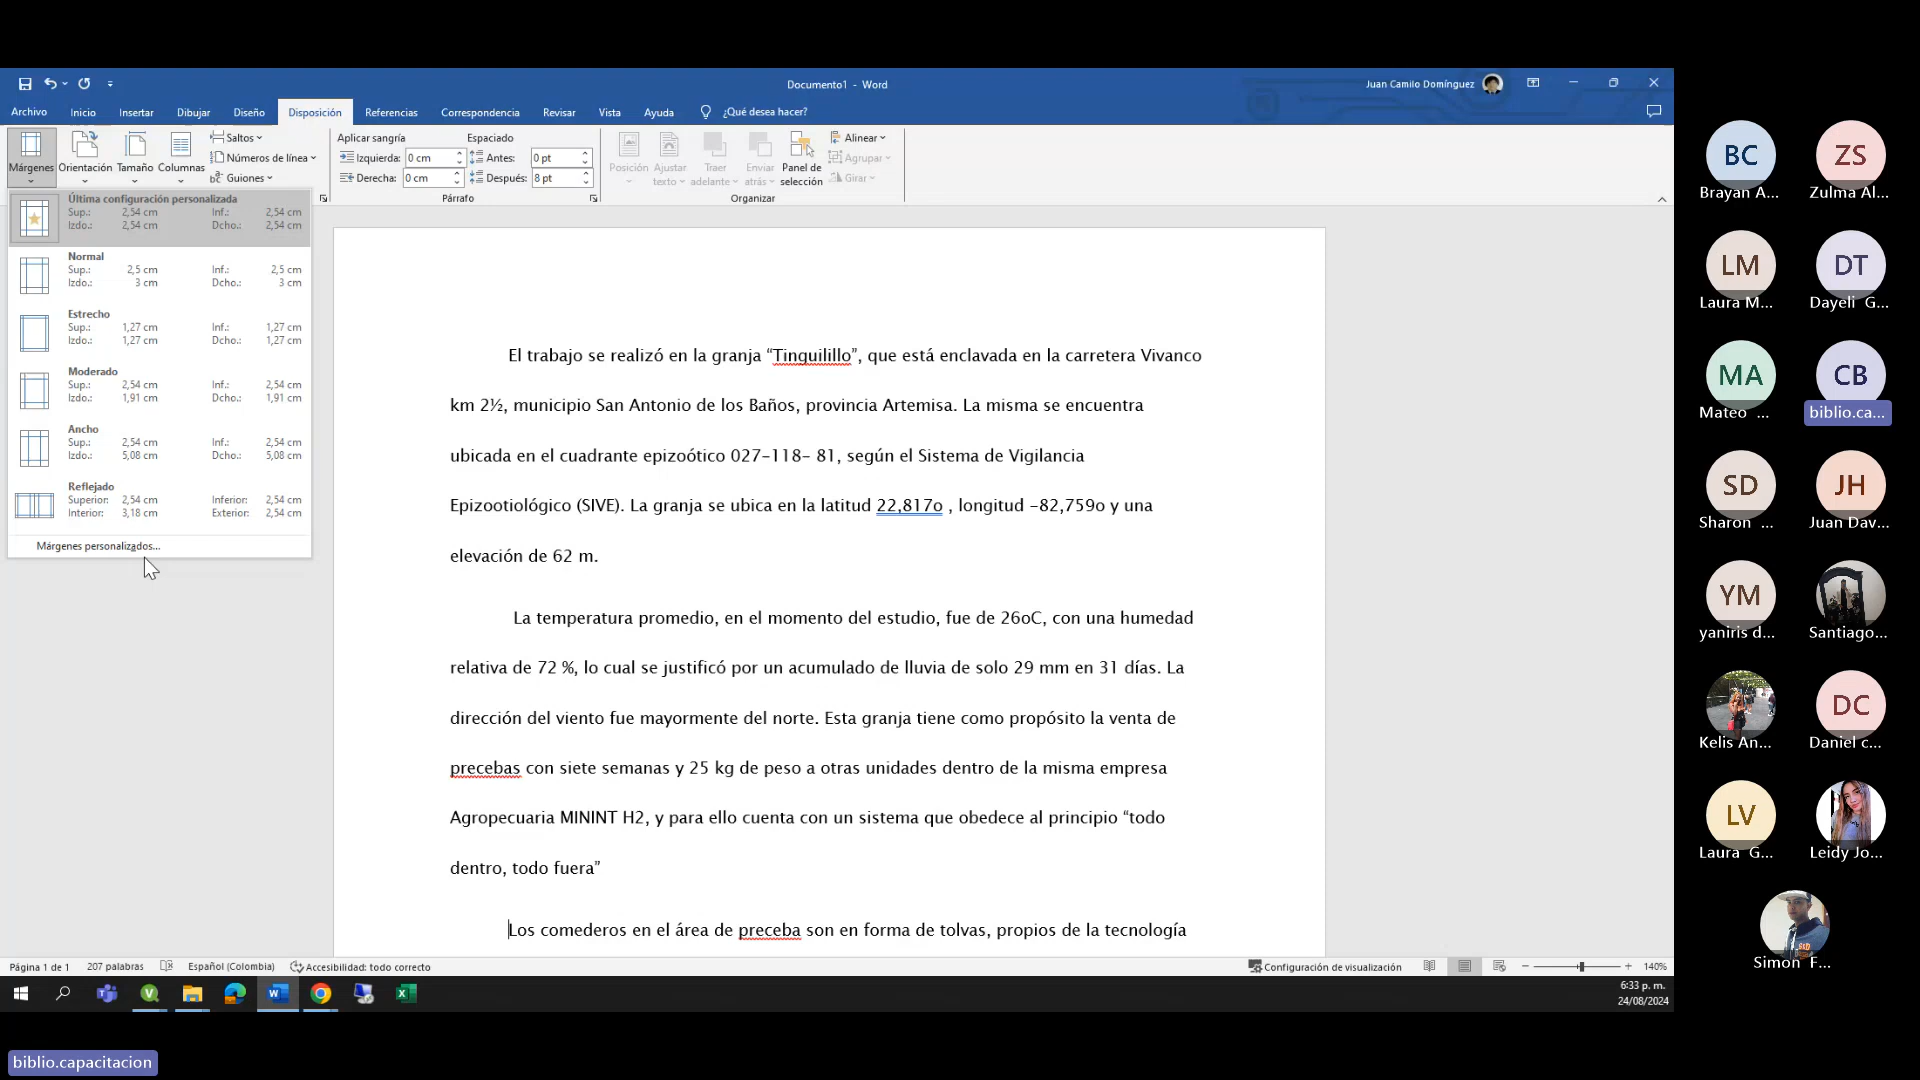 Documento1 - Word
Juan Camilo Domínguez
Archivo Inicio Insertar Dibujar Diseño Disposición Referencias Correspondencia Revisar Vista Ayuda ¿Qué desea hacer?
Márgenes
Orientación
Tamaño
Columnas
Saltos
Números de línea
Guiones
Aplicar sangría
Izquierda: 0 cm
Derecha: 0 cm
Espaciado
Antes: 0 pt
Después: 8 pt
Párrafo
Posición
Ajustar texto
Traer adelante
Enviar atrás
Panel de selección
Alinear
Agrupar
Girar
Organizar
Última configuración personalizada
Sup.: 2,54 cm Inf.: 2,54 cm
Izdo.: 2,54 cm Dcho.: 2,54 cm
Normal
Sup.: 2,5 cm Inf.: 2,5 cm
Izdo.: 3 cm Dcho.: 3 cm
Estrecho
Sup.: 1,27 cm Inf.: 1,27 cm
Izdo.: 1,27 cm Dcho.: 1,27 cm
Moderado
Sup.: 2,54 cm Inf.: 2,54 cm
Izdo.: 1,91 cm Dcho.: 1,91 cm
Ancho
Sup.: 2,54 cm Inf.: 2,54 cm
Izdo.: 5,08 cm Dcho.: 5,08 cm
Reflejado
Superior: 2,54 cm Inferior: 2,54 cm
Interior: 3,18 cm Exterior: 2,54 cm
Márgenes personalizados...
El trabajo se realizó en la granja “Tinguilillo”, que está enclavada en la carretera Vivanco
km 2½, municipio San Antonio de los Baños, provincia Artemisa. La misma se encuentra
ubicada en el cuadrante epizoótico 027-118- 81, según el Sistema de Vigilancia
Epizootiológico (SIVE). La granja se ubica en la latitud 22,817o , longitud -82,759o y una
elevación de 62 m.
La temperatura promedio, en el momento del estudio, fue de 26oC, con una humedad
relativa de 72 %, lo cual se justificó por un acumulado de lluvia de solo 29 mm en 31 días. La
dirección del viento fue mayormente del norte. Esta granja tiene como propósito la venta de
precebas con siete semanas y 25 kg de peso a otras unidades dentro de la misma empresa
Agropecuaria MININT H2, y para ello cuenta con un sistema que obedece al principio “todo
dentro, todo fuera”
Los comederos en el área de preceba son en forma de tolvas, propios de la tecnología
Página 1 de 1 207 palabras Español (Colombia) Accesibilidad: todo correcto
Configuración de visualización 140%
6:33 p. m.
24/08/2024
BC
Brayan A...
ZS
Zulma Al...
LM
Laura M...
DT
Dayeli G...
MA
Mateo ...
CB
biblio.ca...
SD
Sharon ...
JH
Juan Dav...
YM
yaniris d...
Santiago...
Kelis An...
DC
Daniel c...
LV
Laura G...
Leidy Jo...
Simon F...
biblio.capacitacion